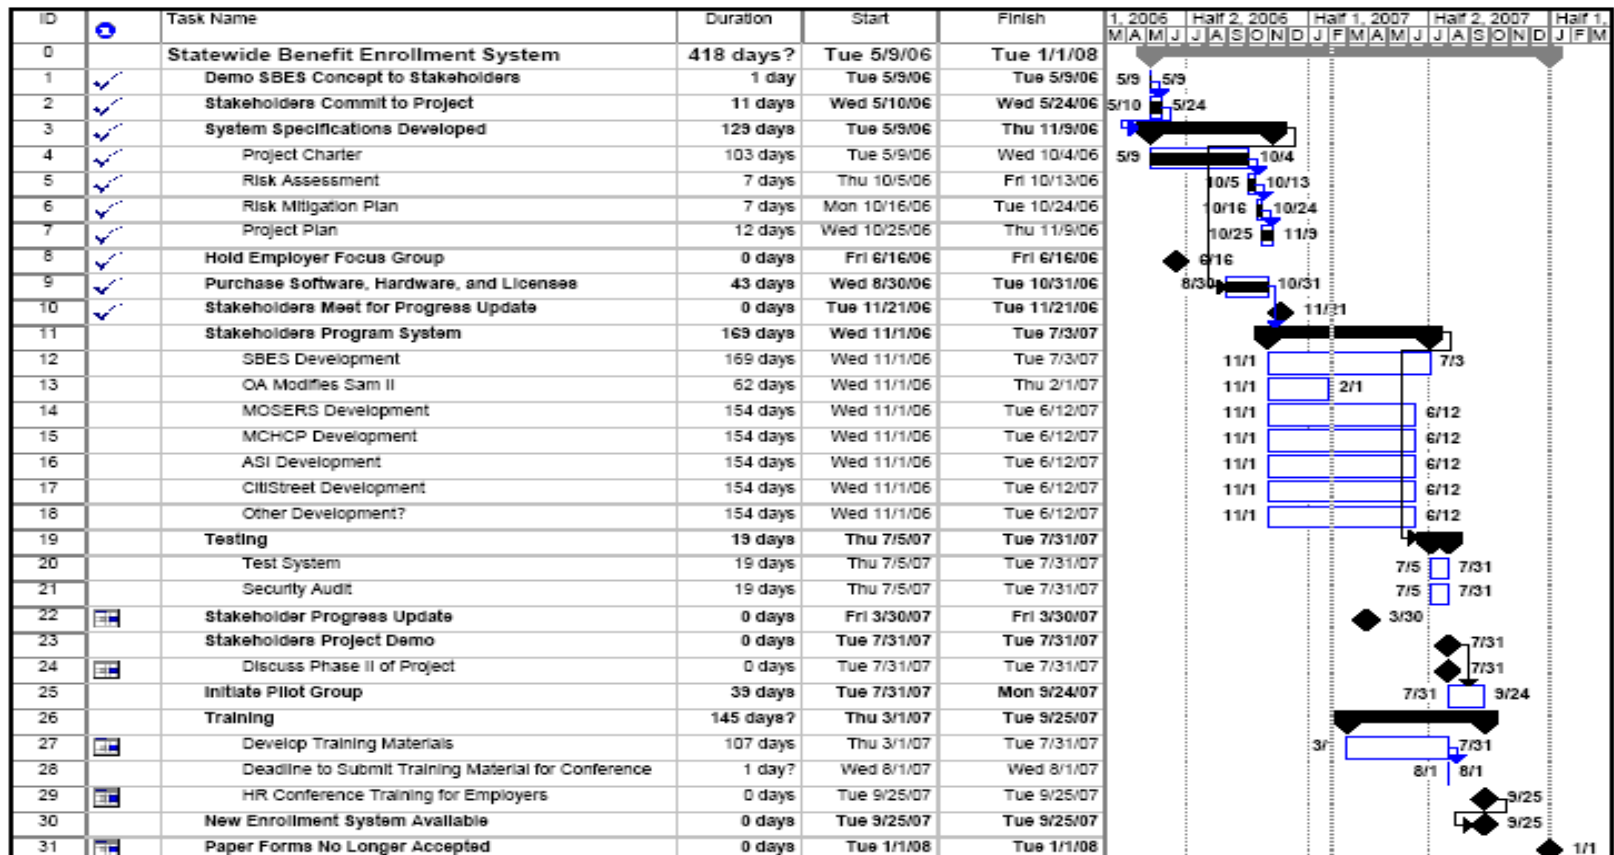 ID Task Name Duration Start Finish 1, 2006 Half 2, 2006 Half 1, 2007 Half 2, 2007 Half 1,
M A M J J A S O N D J F M A M J J A S O N D J F M
0 Statewide Benefit Enrollment System 418 days? Tue 5/9/06 Tue 1/1/08
1 Demo SBES Concept to Stakeholders 1 day Tue 5/9/06 Tue 5/9/06 5/9 5/9
2 Stakeholders Commit to Project 11 days Wed 5/10/06 Wed 5/24/06 5/10 5/24
3 System Specifications Developed 129 days Tue 5/9/06 Thu 11/9/06
4 Project Charter 103 days Tue 5/9/06 Wed 10/4/06 5/9 10/4
5 Risk Assessment 7 days Thu 10/5/06 Fri 10/13/06 10/5 10/13
6 Risk Mitigation Plan 7 days Mon 10/16/06 Tue 10/24/06 10/16 10/24
7 Project Plan 12 days Wed 10/25/06 Thu 11/9/06 10/25 11/9
8 Hold Employer Focus Group 0 days Fri 6/16/06 Fri 6/16/06 6/16
9 Purchase Software, Hardware, and Licenses 43 days Wed 8/30/06 Tue 10/31/06 8/30 10/31
10 Stakeholders Meet for Progress Update 0 days Tue 11/21/06 Tue 11/21/06 11/21
11 Stakeholders Program System 169 days Wed 11/1/06 Tue 7/3/07
12 SBES Development 169 days Wed 11/1/06 Tue 7/3/07 11/1 7/3
13 OA Modifies Sam II 62 days Wed 11/1/06 Thu 2/1/07 11/1 2/1
14 MOSERS Development 154 days Wed 11/1/06 Tue 6/12/07 11/1 6/12
15 MCHCP Development 154 days Wed 11/1/06 Tue 6/12/07 11/1 6/12
16 ASI Development 154 days Wed 11/1/06 Tue 6/12/07 11/1 6/12
17 CitiStreet Development 154 days Wed 11/1/06 Tue 6/12/07 11/1 6/12
18 Other Development? 154 days Wed 11/1/06 Tue 6/12/07 11/1 6/12
19 Testing 19 days Thu 7/5/07 Tue 7/31/07
20 Test System 19 days Thu 7/5/07 Tue 7/31/07 7/5 7/31
21 Security Audit 19 days Thu 7/5/07 Tue 7/31/07 7/5 7/31
22 Stakeholder Progress Update 0 days Fri 3/30/07 Fri 3/30/07 3/30
23 Stakeholders Project Demo 0 days Tue 7/31/07 Tue 7/31/07 7/31
24 Discuss Phase II of Project 0 days Tue 7/31/07 Tue 7/31/07 7/31
25 Initiate Pilot Group 39 days Tue 7/31/07 Mon 9/24/07 7/31 9/24
26 Training 145 days? Thu 3/1/07 Tue 9/25/07
27 Develop Training Materials 107 days Thu 3/1/07 Tue 7/31/07 3/ 7/31
28 Deadline to Submit Training Material for Conference 1 day? Wed 8/1/07 Wed 8/1/07 8/1 8/1
29 HR Conference Training for Employers 0 days Tue 9/25/07 Tue 9/25/07 9/25
30 New Enrollment System Available 0 days Tue 9/25/07 Tue 9/25/07 9/25
31 Paper Forms No Longer Accepted 0 days Tue 1/1/08 Tue 1/1/08 1/1